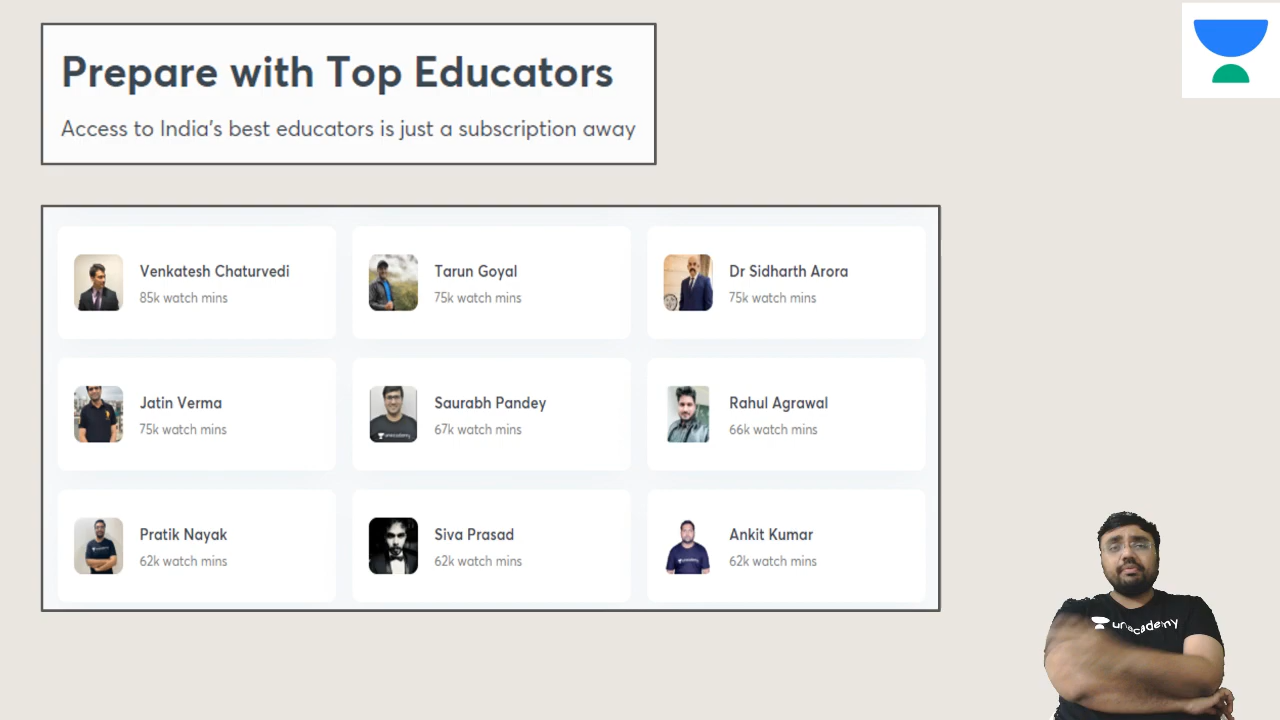 Prepare with Top Educators
Access to India's best educators is just a subscription away
Venkatesh Chaturvedi
85k watch mins
Tarun Goyal
75k watch mins
Dr Sidharth Arora
75k watch mins
Jatin Verma
75k watch mins
Saurabh Pandey
67k watch mins
unacademy
Rahul Agrawal
66k watch mins
Pratik Nayak
62k watch mins
Siva Prasad
62k watch mins
Ankit Kumar
62k watch mins
unacademy